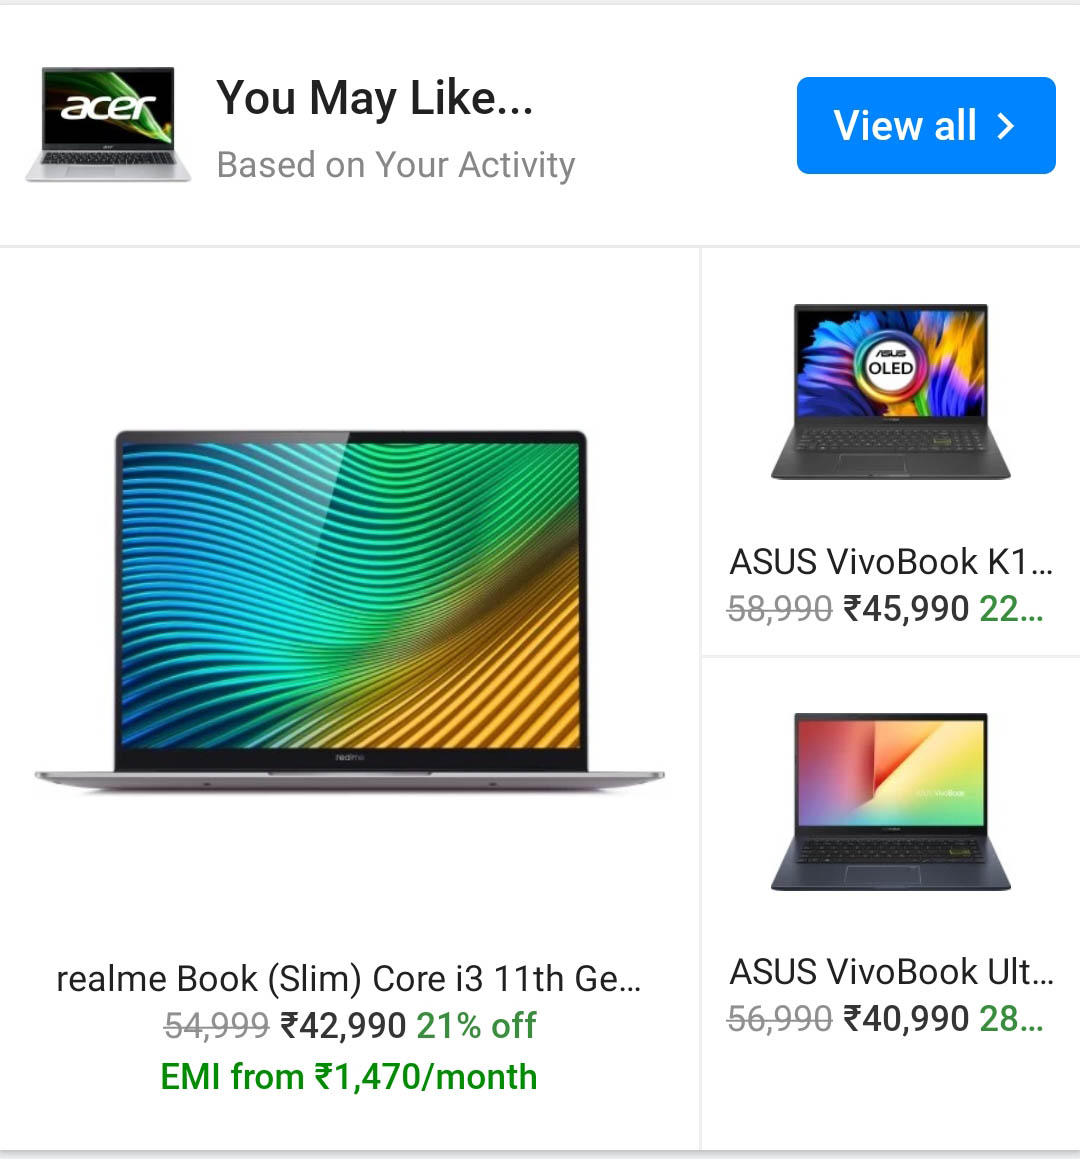 acer
You May Like...
Based on Your Activity
View all
ASUS
OLED
ASUS VivoBook K1...
58,990 ₹45,990 22...
realme
realme Book (Slim) Core i3 11th Ge...
54,999 ₹42,990 21% off
EMI from ₹1,470/month
ASUS VivoBook
ASUS VivoBook Ult...
56,990 ₹40,990 28...